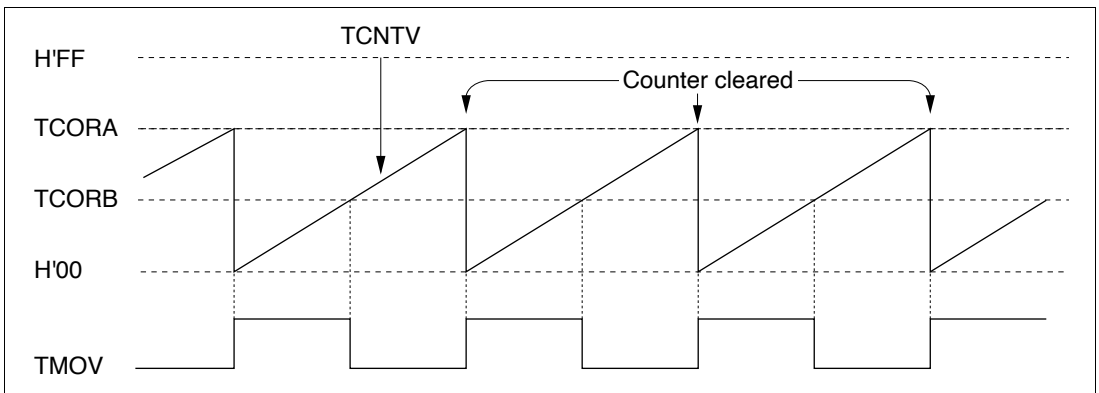 TCNTV
H'FF
Counter cleared
TCORA
TCORB
H'00
TMOV